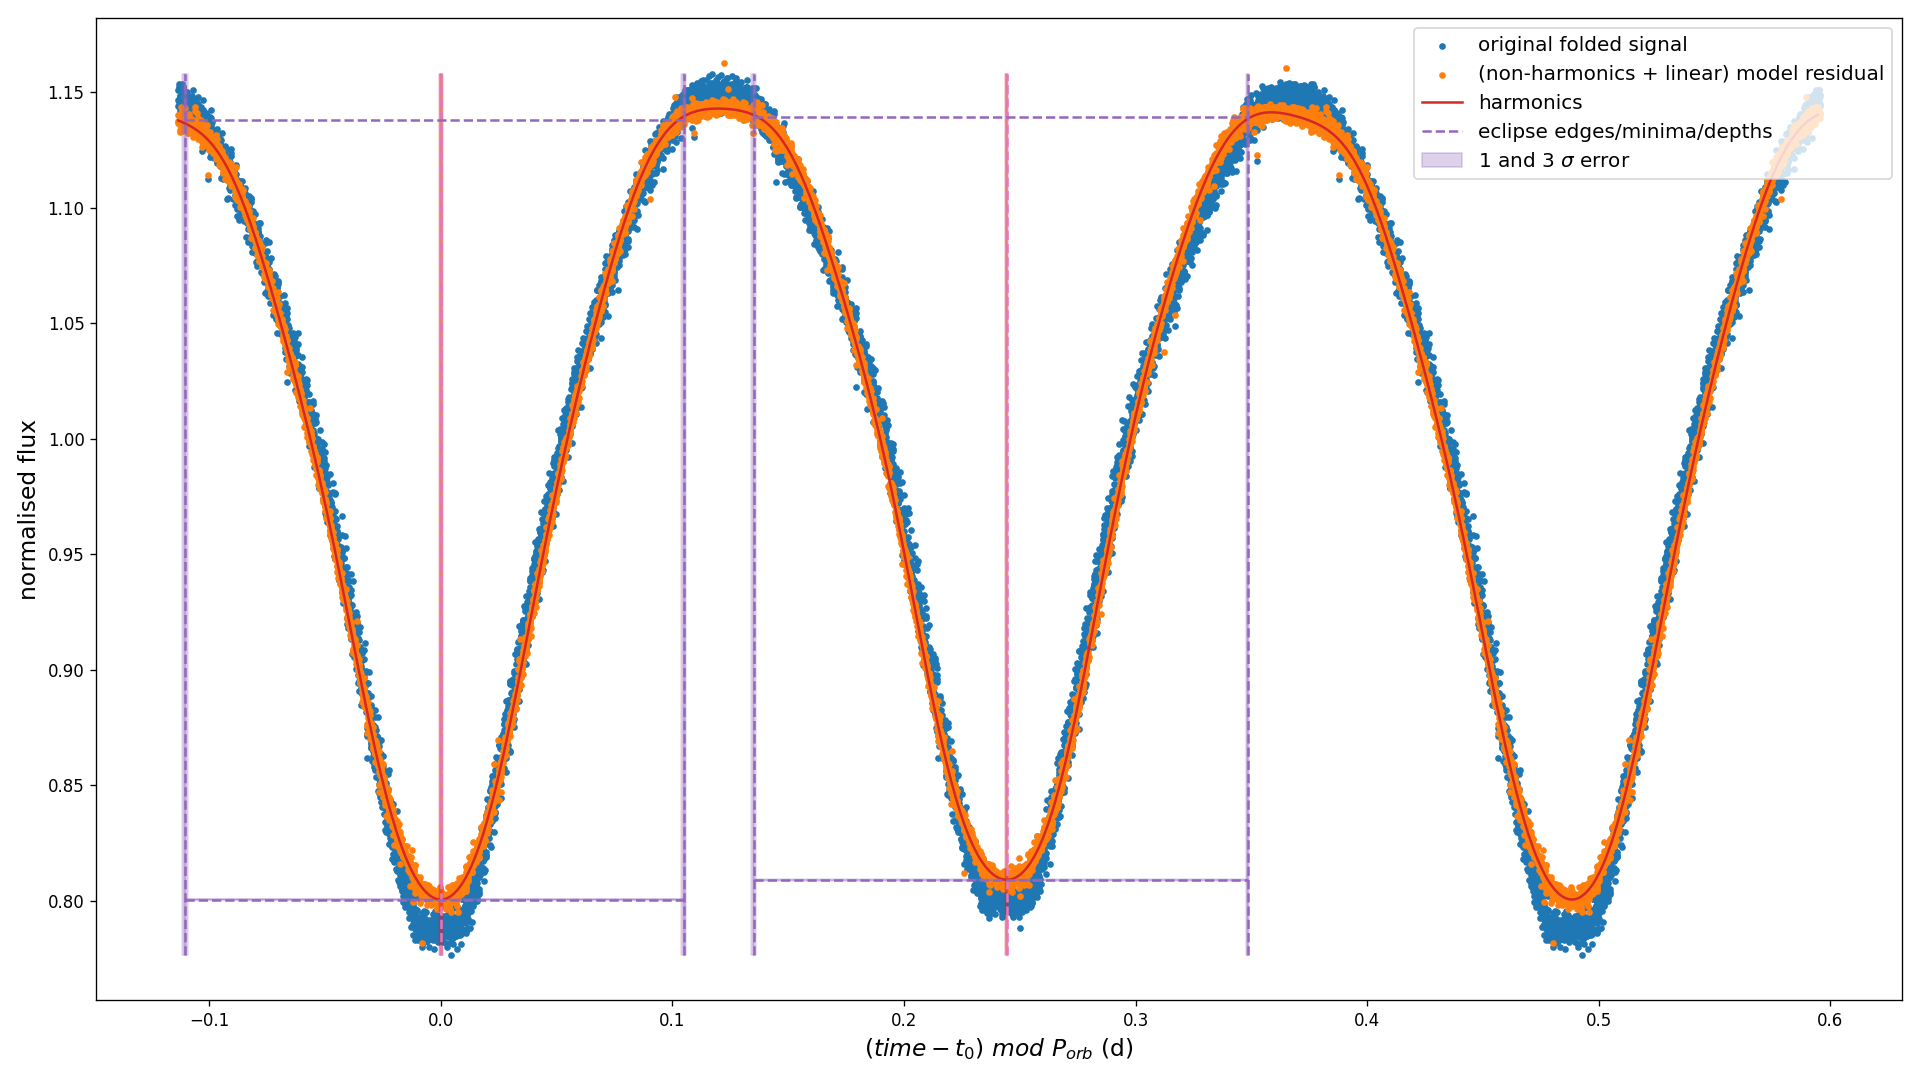 original folded signal
(non-harmonics + linear) model residual
harmonics
eclipse edges/minima/depths
1 and 3 σ error
normalised flux
1.15
1.10
1.05
1.00
0.95
0.90
0.85
0.80
−0.1
0.0
0.1
0.2
0.3
0.4
0.5
0.6
(time − t₀) mod Pₒᵣb (d)